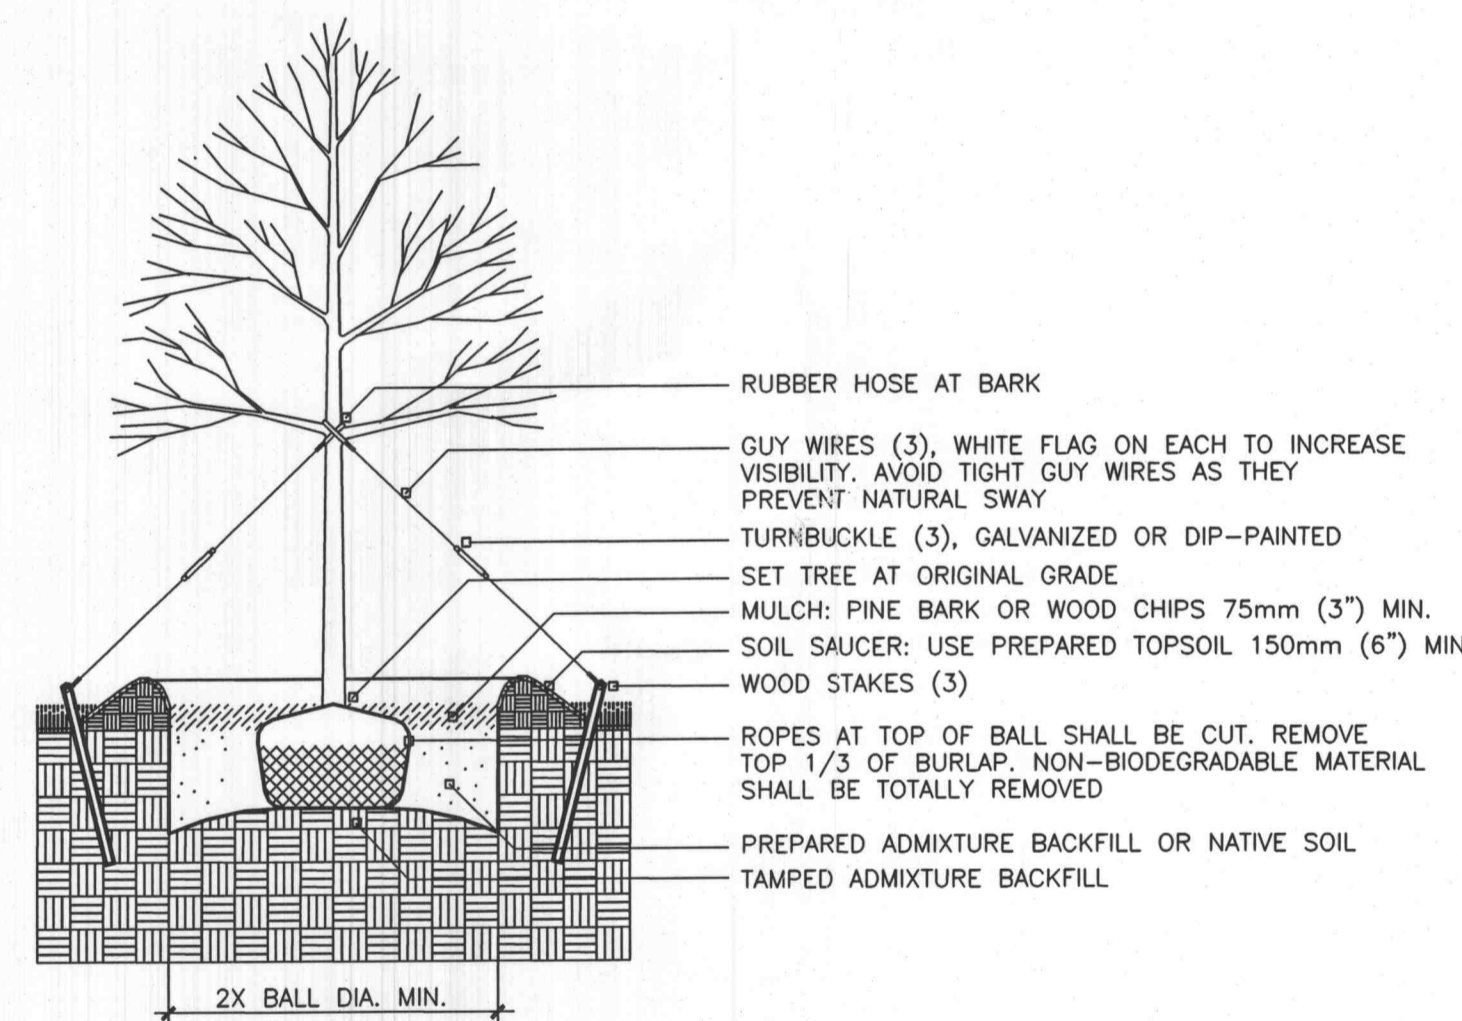 RUBBER HOSE AT BARK
GUY WIRES (3), WHITE FLAG ON EACH TO INCREASE
VISIBILITY. AVOID TIGHT GUY WIRES AS THEY
PREVENT NATURAL SWAY
TURNBUCKLE (3), GALVANIZED OR DIP-PAINTED
SET TREE AT ORIGINAL GRADE
MULCH: PINE BARK OR WOOD CHIPS 75mm (3") MIN.
SOIL SAUCER: USE PREPARED TOPSOIL 150mm (6") MIN
WOOD STAKES (3)
ROPES AT TOP OF BALL SHALL BE CUT. REMOVE
TOP 1/3 OF BURLAP. NON-BIODEGRADABLE MATERIAL
SHALL BE TOTALLY REMOVED
PREPARED ADMIXTURE BACKFILL OR NATIVE SOIL
TAMPED ADMIXTURE BACKFILL
2X BALL DIA. MIN.